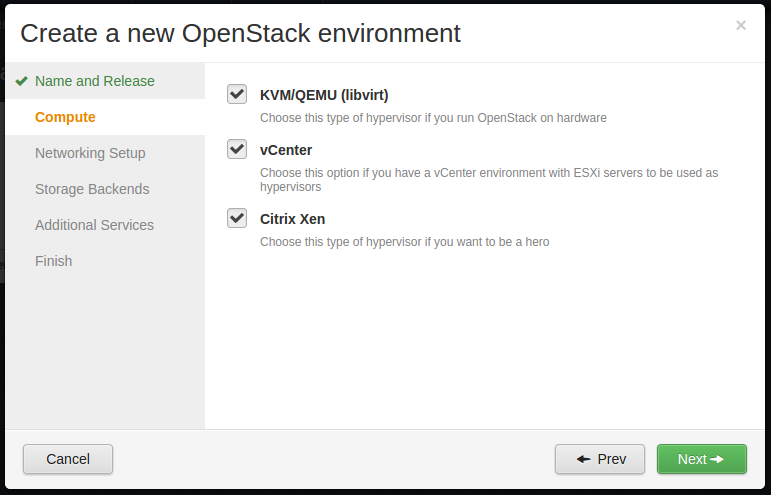 Create a new OpenStack environment
×
Name and Release
Compute
Networking Setup
Storage Backends
Additional Services
Finish
KVM/QEMU (libvirt)
Choose this type of hypervisor if you run OpenStack on hardware
vCenter
Choose this option if you have a vCenter environment with ESXi servers to be used as
hypervisors
Citrix Xen
Choose this type of hypervisor if you want to be a hero
Cancel
Prev
Next